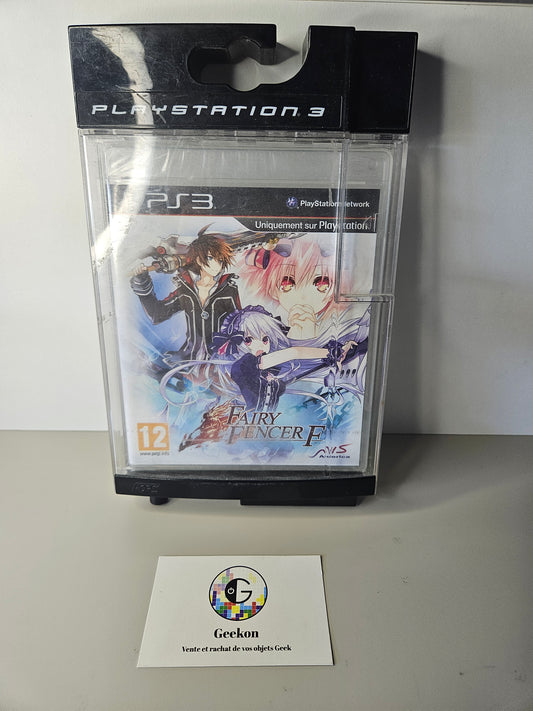 PLAYSTATION 3
PS3
PlayStation Network
Uniquement sur PlayStation
FAIRY
FENCER F
12
www.pegi.info
NIS
America
Geekon
Vente et rachat de vos objets Geek